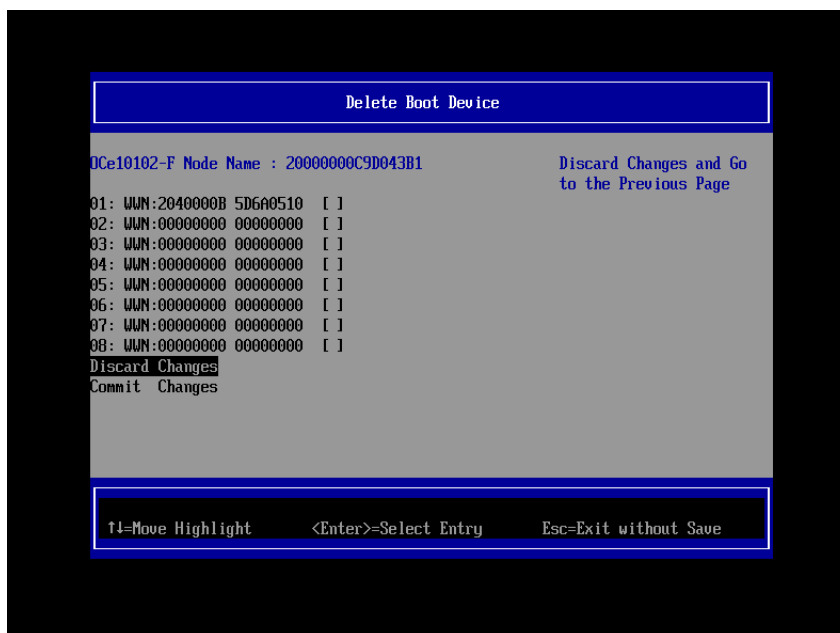 Delete Boot Device
OCe10102-F Node Name : 20000000C9D043B1
Discard Changes and Go
to the Previous Page
01: WWN:2040000B 5D6A0510 [ ]
02: WWN:00000000 00000000 [ ]
03: WWN:00000000 00000000 [ ]
04: WWN:00000000 00000000 [ ]
05: WWN:00000000 00000000 [ ]
06: WWN:00000000 00000000 [ ]
07: WWN:00000000 00000000 [ ]
08: WWN:00000000 00000000 [ ]
Discard Changes
Commit Changes
↑↓=Move Highlight <Enter>=Select Entry Esc=Exit without Save